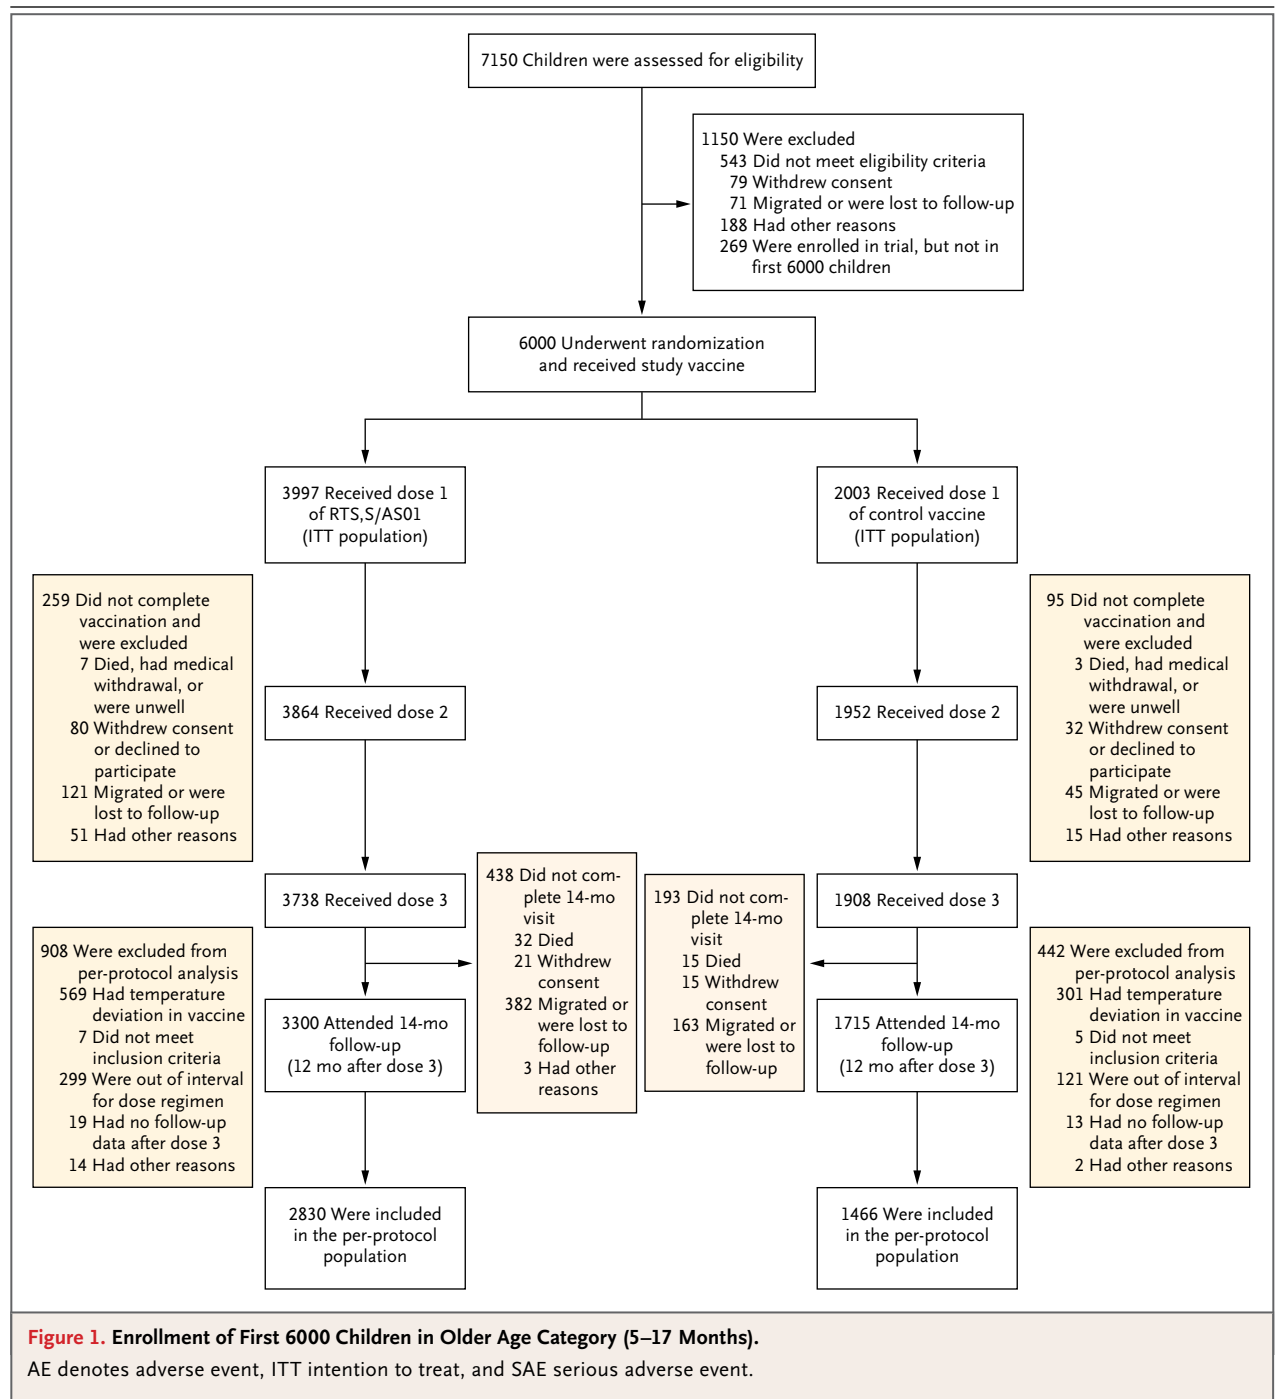 7150 Children were assessed for eligibility
1150 Were excluded
543 Did not meet eligibility criteria
79 Withdrew consent
71 Migrated or were lost to follow-up
188 Had other reasons
269 Were enrolled in trial, but not in
first 6000 children
6000 Underwent randomization
and received study vaccine
3997 Received dose 1
of RTS,S/AS01
(ITT population)
2003 Received dose 1
of control vaccine
(ITT population)
259 Did not complete
vaccination and
were excluded
7 Died, had medical
withdrawal, or
were unwell
80 Withdrew consent
or declined to
participate
121 Migrated or were
lost to follow-up
51 Had other reasons
3864 Received dose 2
1952 Received dose 2
95 Did not complete
vaccination and
were excluded
3 Died, had medical
withdrawal, or
were unwell
32 Withdrew consent
or declined to
participate
45 Migrated or were
lost to follow-up
15 Had other reasons
3738 Received dose 3
438 Did not com-
plete 14-mo
visit
32 Died
21 Withdrew
consent
382 Migrated or
were lost to
follow-up
3 Had other
reasons
193 Did not com-
plete 14-mo
visit
15 Died
15 Withdrew
consent
163 Migrated or
were lost to
follow-up
1908 Received dose 3
908 Were excluded from
per-protocol analysis
569 Had temperature
deviation in vaccine
7 Did not meet
inclusion criteria
299 Were out of interval
for dose regimen
19 Had no follow-up
data after dose 3
14 Had other reasons
3300 Attended 14-mo
follow-up
(12 mo after dose 3)
1715 Attended 14-mo
follow-up
(12 mo after dose 3)
442 Were excluded from
per-protocol analysis
301 Had temperature
deviation in vaccine
5 Did not meet
inclusion criteria
121 Were out of interval
for dose regimen
13 Had no follow-up
data after dose 3
2 Had other reasons
2830 Were included
in the per-protocol
population
1466 Were included
in the per-protocol
population
Figure 1. Enrollment of First 6000 Children in Older Age Category (5–17 Months).
AE denotes adverse event, ITT intention to treat, and SAE serious adverse event.